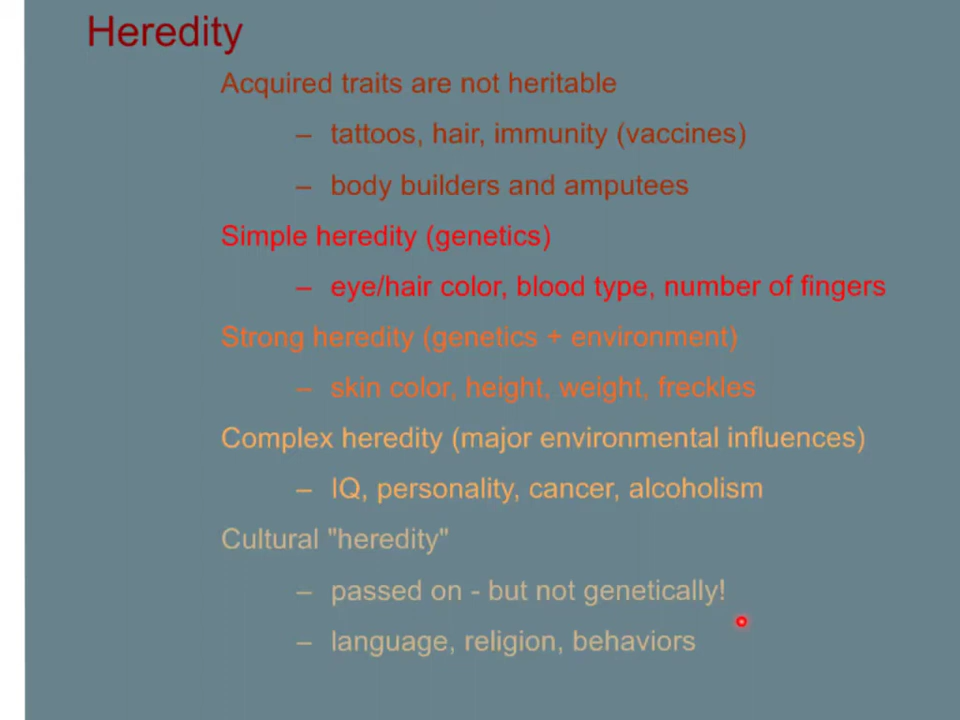 Heredity
Acquired traits are not heritable
– tattoos, hair, immunity (vaccines)
– body builders and amputees
Simple heredity (genetics)
– eye/hair color, blood type, number of fingers
Strong heredity (genetics + environment)
– skin color, height, weight, freckles
Complex heredity (major environmental influences)
– IQ, personality, cancer, alcoholism
Cultural "heredity"
– passed on - but not genetically!
– language, religion, behaviors